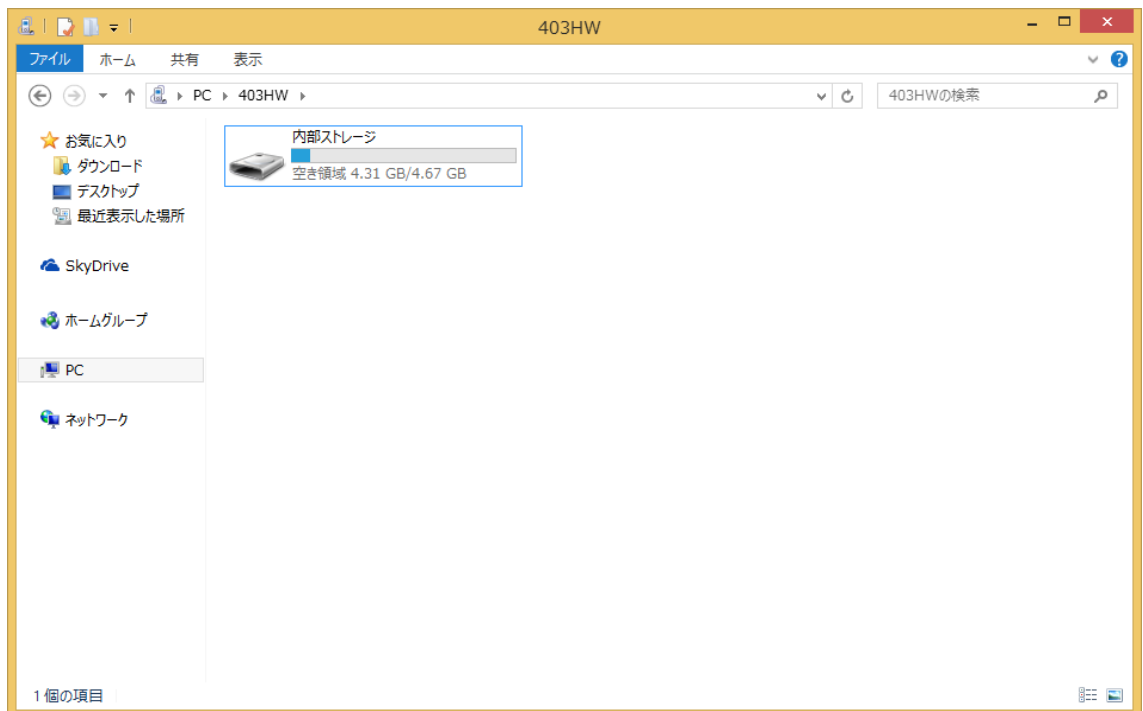 403HW
ファイル ホーム 共有 表示
PC 403HW 403HWの検索
お気に入り
ダウンロード
デスクトップ
最近表示した場所
SkyDrive
ホームグループ
PC
ネットワーク
内部ストレージ
空き領域 4.31 GB/4.67 GB
1 個の項目